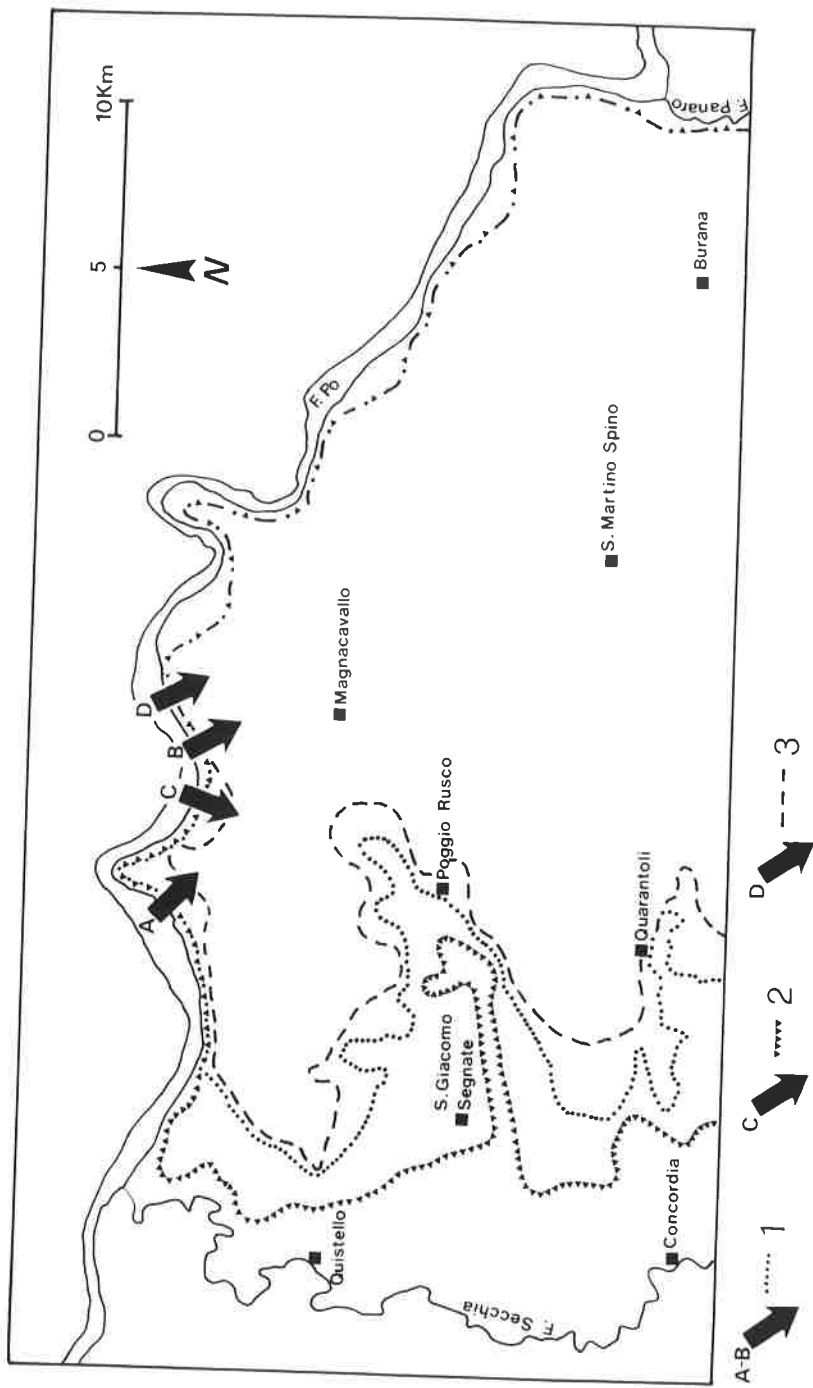 0
5
10Km
N
F. Po
D
B
C
A
Magnacavallo
Poggio Rusco
S. Giacomo
Segnate
Quistello
S. Martino Spino
Burana
F. Panaro
Quarantoli
Concordia
F. Secchia
A-B
1
C
2
D
3